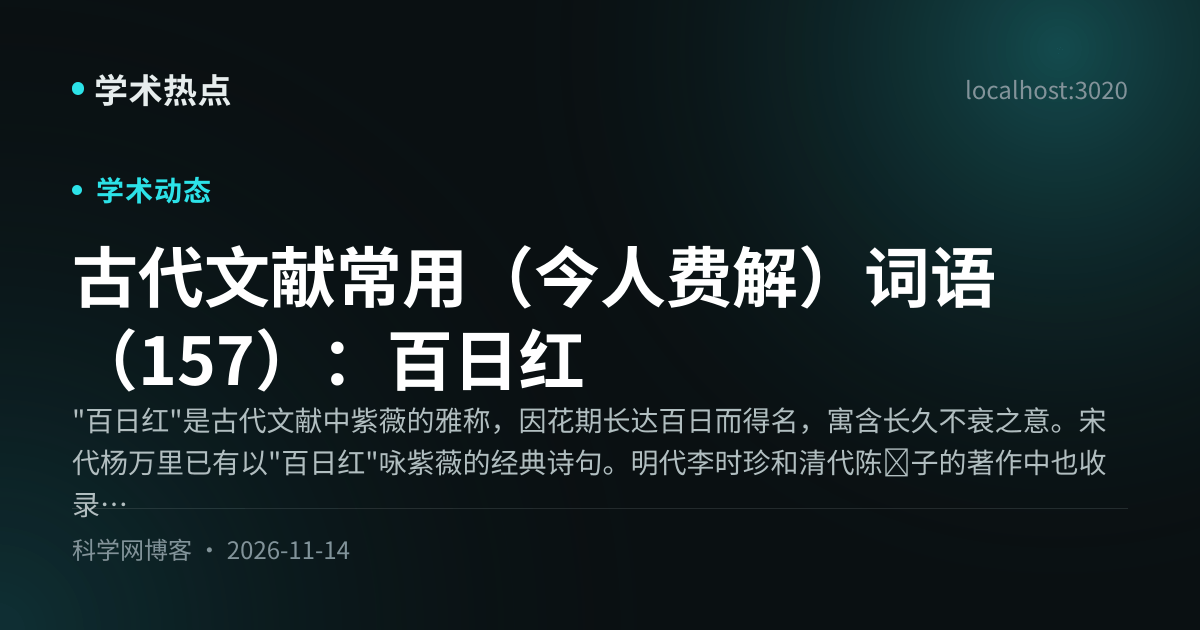 学术热点
localhost:3020
学术动态
古代文献常用（今人费解）词语
（157）：百日红
"百日红"是古代文献中紫薇的雅称，因花期长达百日而得名，寓含长久不衰之意。宋
代杨万里已有以"百日红"咏紫薇的经典诗句。明代李时珍和清代陈子的著作中也收
录…
科学网博客 · 2026-11-14